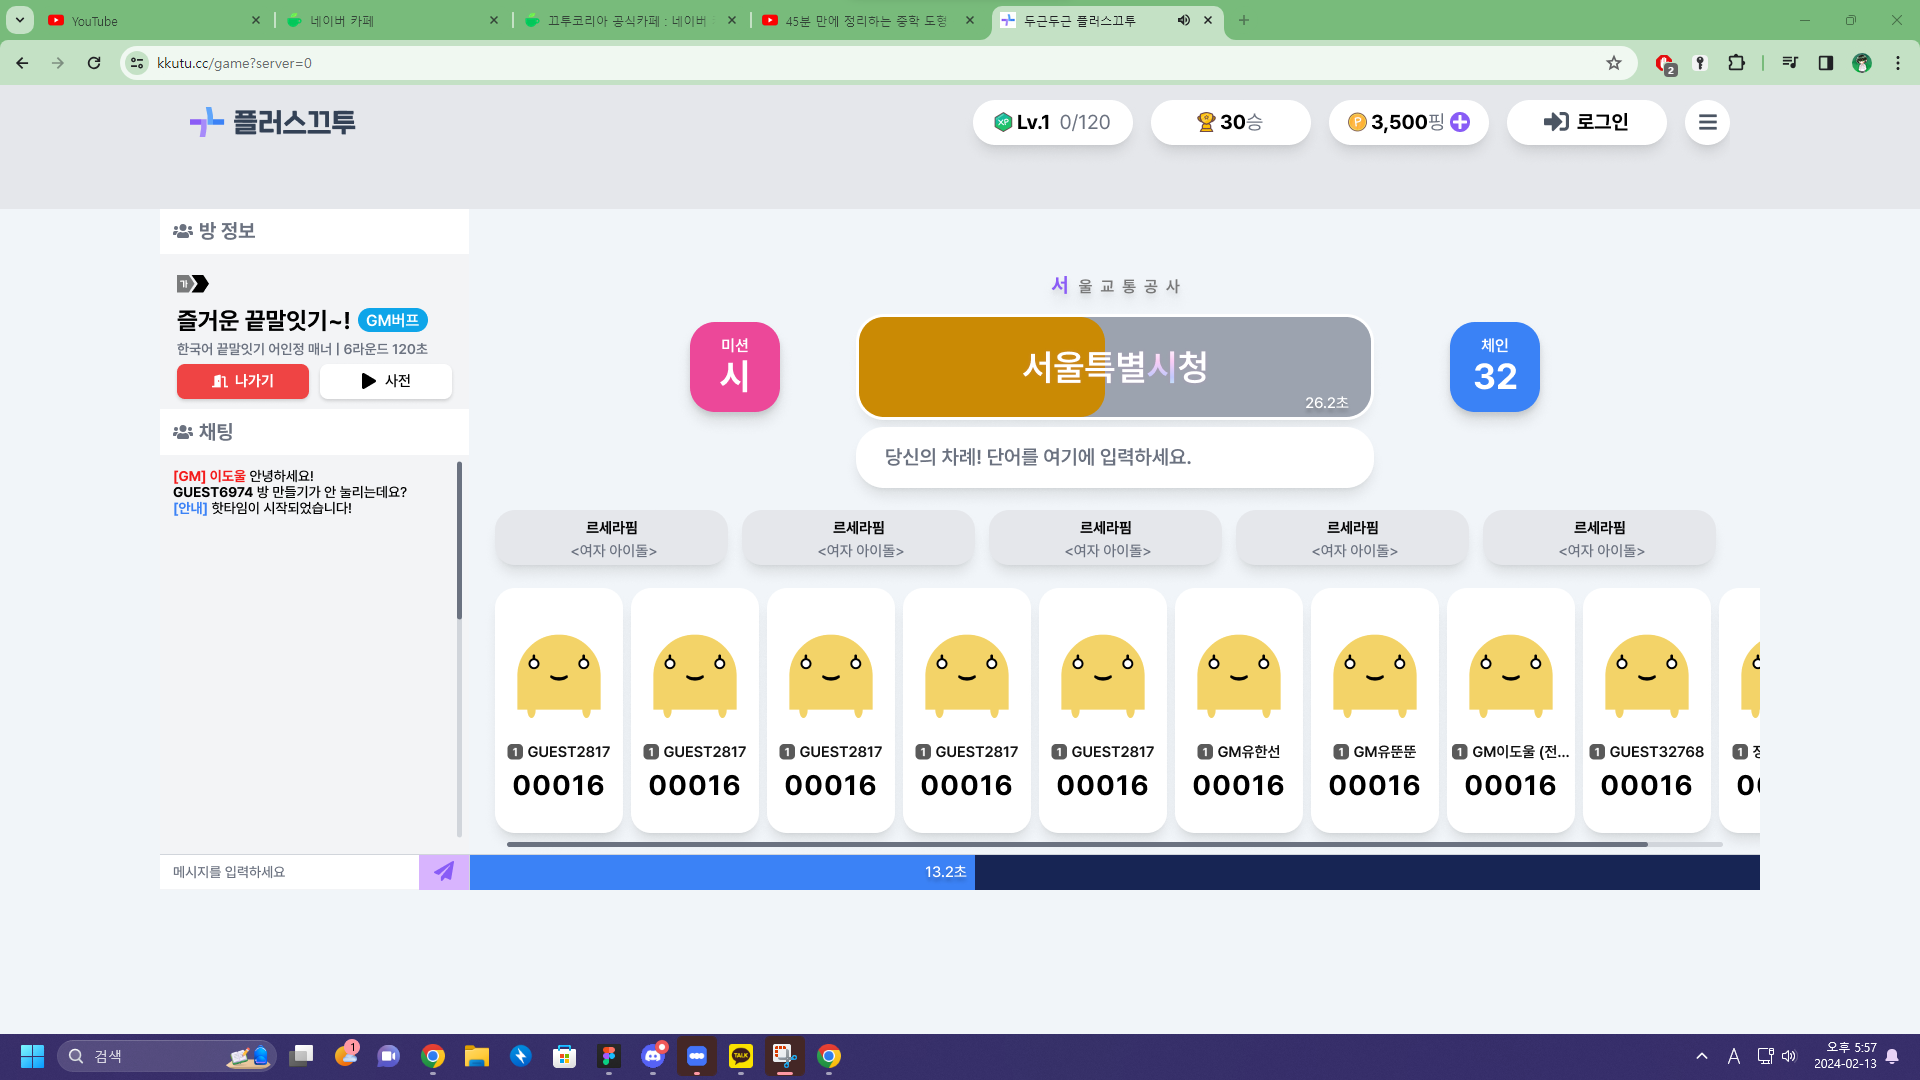 YouTube
네이버 카페
끄투코리아 공식카페 : 네이버
45분 만에 정리하는 중학 도형
두근두근 플러스끄투
kkutu.cc/game?server=0
2
플러스끄투
XP Lv.1 0/120
30승
P 3,500핑
로그인
방 정보
가
즐거운 끝말잇기~! GM버프
한국어 끝말잇기 어인정 매너 | 6라운드 120초
나가기
사전
채팅
[GM] 이도울 안녕하세요!
GUEST6974 방 만들기가 안 눌리는데요?
[안내] 핫타임이 시작되었습니다!
메시지를 입력하세요
서울교통공사
미션
시
서울특별시청
26.2초
체인
32
당신의 차례! 단어를 여기에 입력하세요.
르세라핌 르세라핌 르세라핌 르세라핌 르세라핌
<여자 아이돌> <여자 아이돌> <여자 아이돌> <여자 아이돌> <여자 아이돌>
1 GUEST2817 1 GUEST2817 1 GUEST2817 1 GUEST2817 1 GUEST2817 1 GM유한선 1 GM유뚠뚠 1 GM이도울 (전... 1 GUEST32768 1
00016 00016 00016 00016 00016 00016 00016 00016 00016
13.2초
검색
1
TALK
A
오후 5:57
2024-02-13